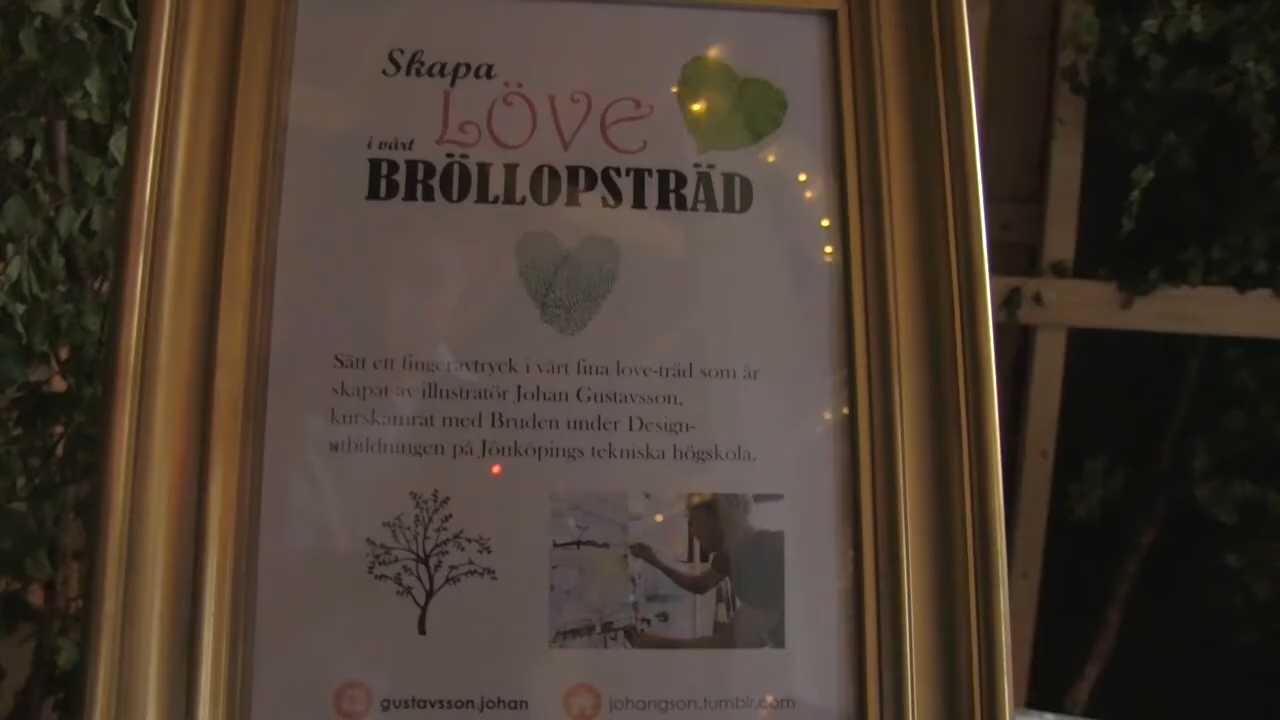 Skapa
LÖVE
i vårt
BRÖLLOPSTRÄD
Sätt ett fingeravtryck i vårt fina love-träd som är
skapat av illustratör Johan Gustavsson,
kurskamrat med Bruden under Design-
utbildningen på Jönköpings tekniska högskola.
gustavsson.johan
johangson.tumblr.com